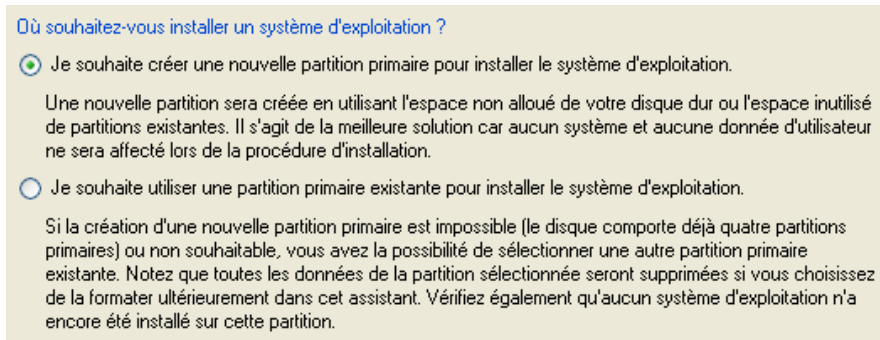 Où souhaitez-vous installer un système d'exploitation ?
Je souhaite créer une nouvelle partition primaire pour installer le système d'exploitation.
Une nouvelle partition sera créée en utilisant l'espace non alloué de votre disque dur ou l'espace inutilisé
de partitions existantes. Il s'agit de la meilleure solution car aucun système et aucune donnée d'utilisateur
ne sera affecté lors de la procédure d'installation.
Je souhaite utiliser une partition primaire existante pour installer le système d'exploitation.
Si la création d'une nouvelle partition primaire est impossible (le disque comporte déjà quatre partitions
primaires) ou non souhaitable, vous avez la possibilité de sélectionner une autre partition primaire
existante. Notez que toutes les données de la partition sélectionnée seront supprimées si vous choisissez
de la formater ultérieurement dans cet assistant. Vérifiez également qu'aucun système d'exploitation n'a
encore été installé sur cette partition.